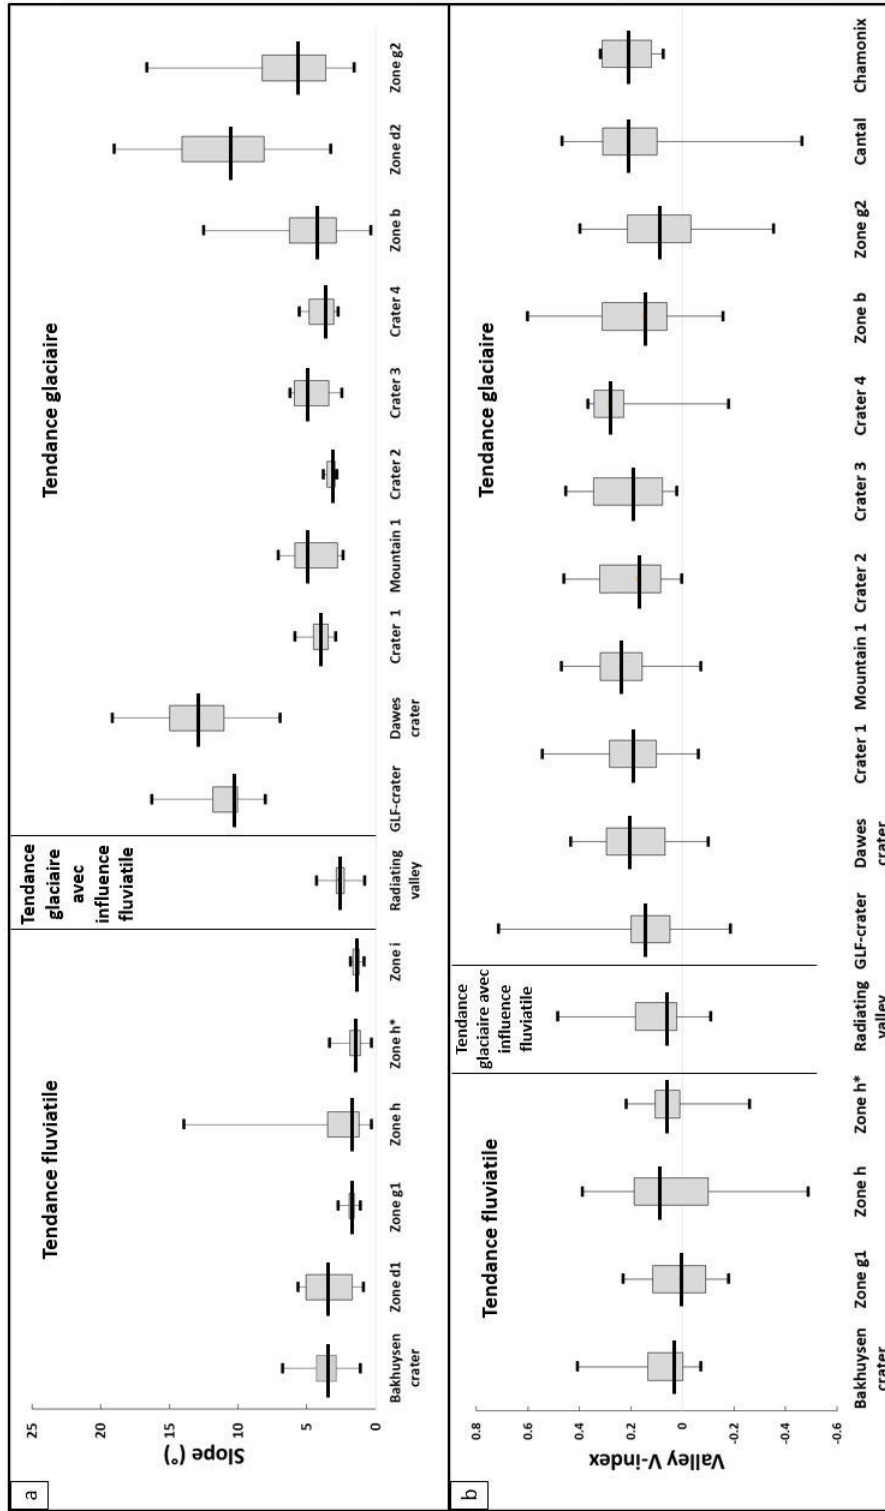 a
Slope (°)
25
20
15
10
5
0
Tendance fluviatile
Tendance
glaciaire
avec
influence
fluviatile
Tendance glaciaire
Bakhuysen
crater
Zone d1
Zone g1
Zone h
Zone h*
Zone i
Radiating
valley
GLF-crater
Dawes
crater
Crater 1
Mountain 1
Crater 2
Crater 3
Crater 4
Zone b
Zone d2
Zone g2
b
Valley V-index
0.8
0.6
0.4
0.2
0
-0.2
-0.4
-0.6
Tendance fluviatile
Tendance
glaciaire avec
influence
fluviatile
Tendance glaciaire
Bakhuysen
crater
Zone g1
Zone h
Zone h*
Radiating
valley
GLF-crater
Dawes
crater
Crater 1
Mountain 1
Crater 2
Crater 3
Crater 4
Zone b
Zone g2
Cantal
Chamonix